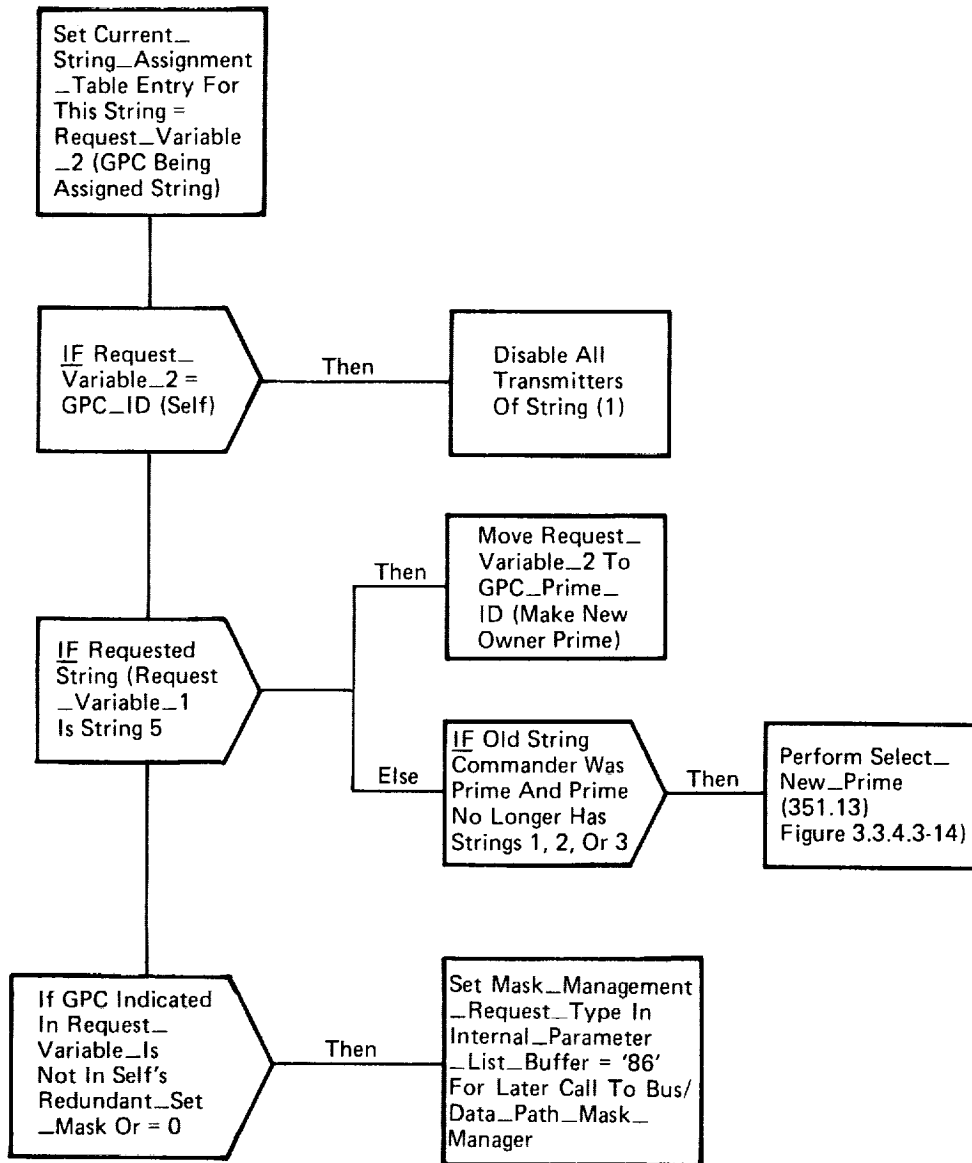 Set Current_
String_Assignment
_Table Entry For
This String =
Request_Variable
_2 (GPC Being
Assigned String)
IF Request_
Variable_2 =
GPC_ID (Self)
Then
Disable All
Transmitters
Of String (1)
IF Requested
String (Request
_Variable_1
Is String 5
Then
Move Request_
Variable_2 To
GPC_Prime_
ID (Make New
Owner Prime)
Else
IF Old String
Commander Was
Prime And Prime
No Longer Has
Strings 1, 2, Or 3
Then
Perform Select_
New_Prime
(351.13)
Figure 3.3.4.3-14)
If GPC Indicated
In Request_
Variable_Is
Not In Self's
Redundant_Set
_Mask Or = 0
Then
Set Mask_Management
_Request_Type In
Internal_Parameter
_List_Buffer = '86'
For Later Call To Bus/
Data_Path_Mask_
Manager